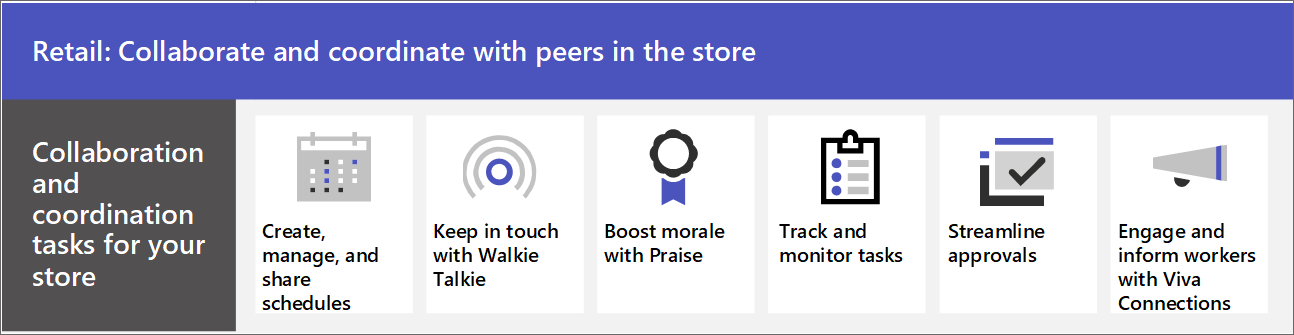 Retail: Collaborate and coordinate with peers in the store
Collaboration
and
coordination
tasks for your
store
Create,
manage, and
share
schedules
Keep in touch
with Walkie
Talkie
Boost morale
with Praise
Track and
monitor tasks
Streamline
approvals
Engage and
inform workers
with Viva
Connections